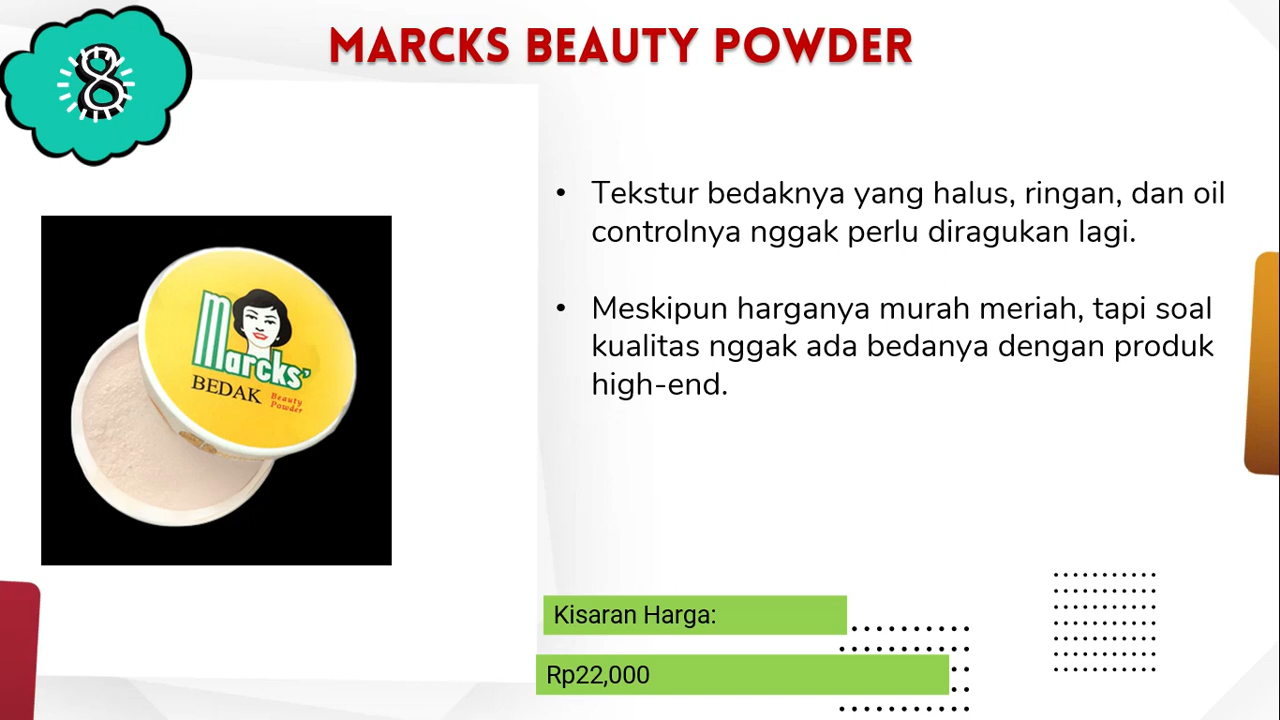 8
MARCKS BEAUTY POWDER
• Tekstur bedaknya yang halus, ringan, dan oil
controlnya nggak perlu diragukan lagi.
• Meskipun harganya murah meriah, tapi soal
kualitas nggak ada bedanya dengan produk
high-end.
marcks'
BEDAK
Beauty
Powder
Kisaran Harga:
Rp22,000